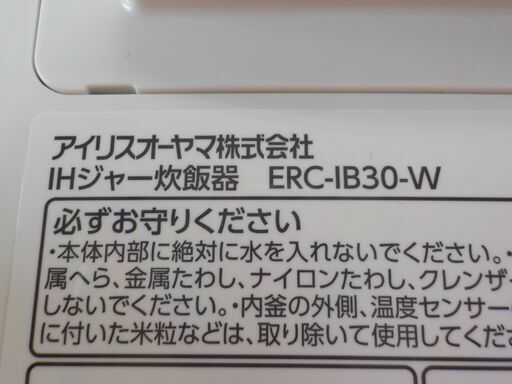 アイリスオーヤマ株式会社
IHジャー炊飯器 ERC-IB30-W
必ずお守りください
・本体内部に絶対に水を入れないでください。・
属へら、金属たわし、ナイロンたわし、クレンザー
しないでください。・内釜の外側、温度センサー
に付いた米粒などは、取り除いて使用してくださ